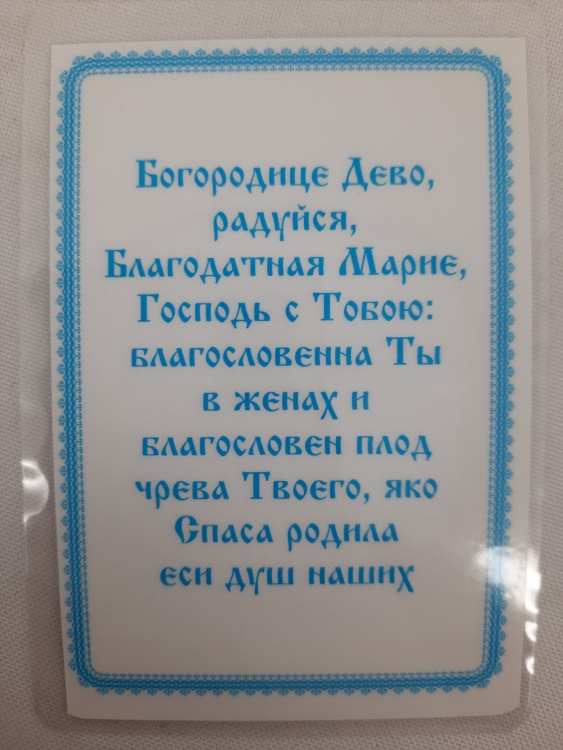 Богородице Дево,
радуйся,
Благодатная Марие,
Господь с Тобою:
благословенна Ты
в женах и
благословен плод
чрева Твоего, яко
Спаса родила
еси душ наших